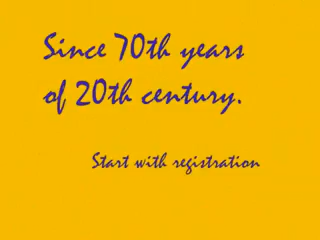 Since 70th years
of 20th century.
Start with registration